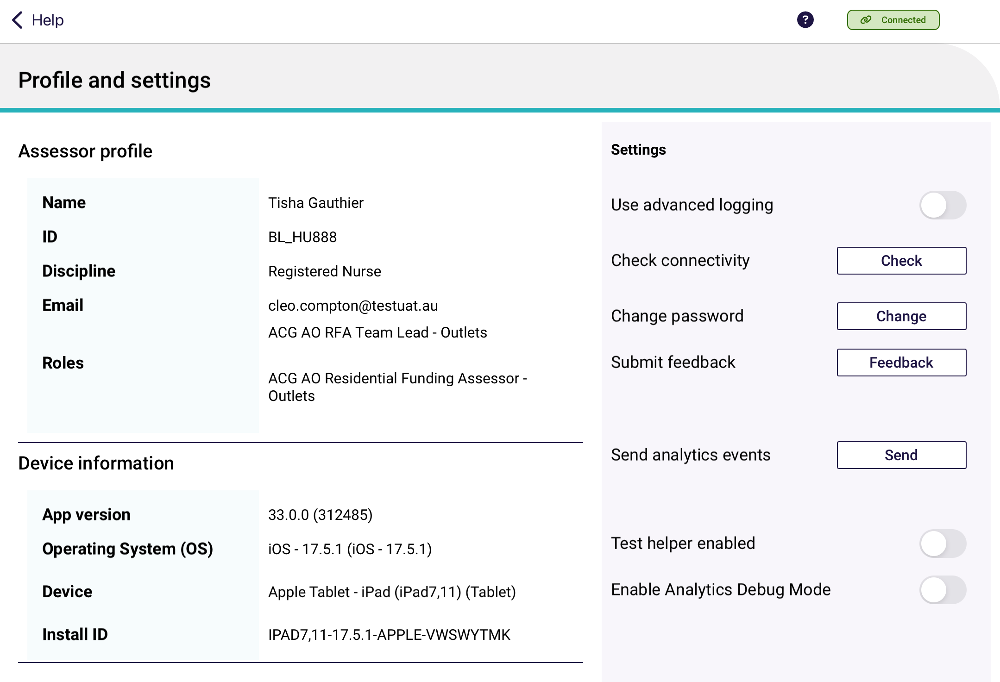 Help
?
Connected
Profile and settings
Assessor profile
Name
Tisha Gauthier
ID
BL_HU888
Discipline
Registered Nurse
Email
cleo.compton@testuat.au
Roles
ACG AO RFA Team Lead - Outlets
ACG AO Residential Funding Assessor -
Outlets
Device information
App version
33.0.0 (312485)
Operating System (OS)
iOS - 17.5.1 (iOS - 17.5.1)
Device
Apple Tablet - iPad (iPad7,11) (Tablet)
Install ID
IPAD7,11-17.5.1-APPLE-VWSWYTMK
Settings
Use advanced logging
Check connectivity
Check
Change password
Change
Submit feedback
Feedback
Send analytics events
Send
Test helper enabled
Enable Analytics Debug Mode